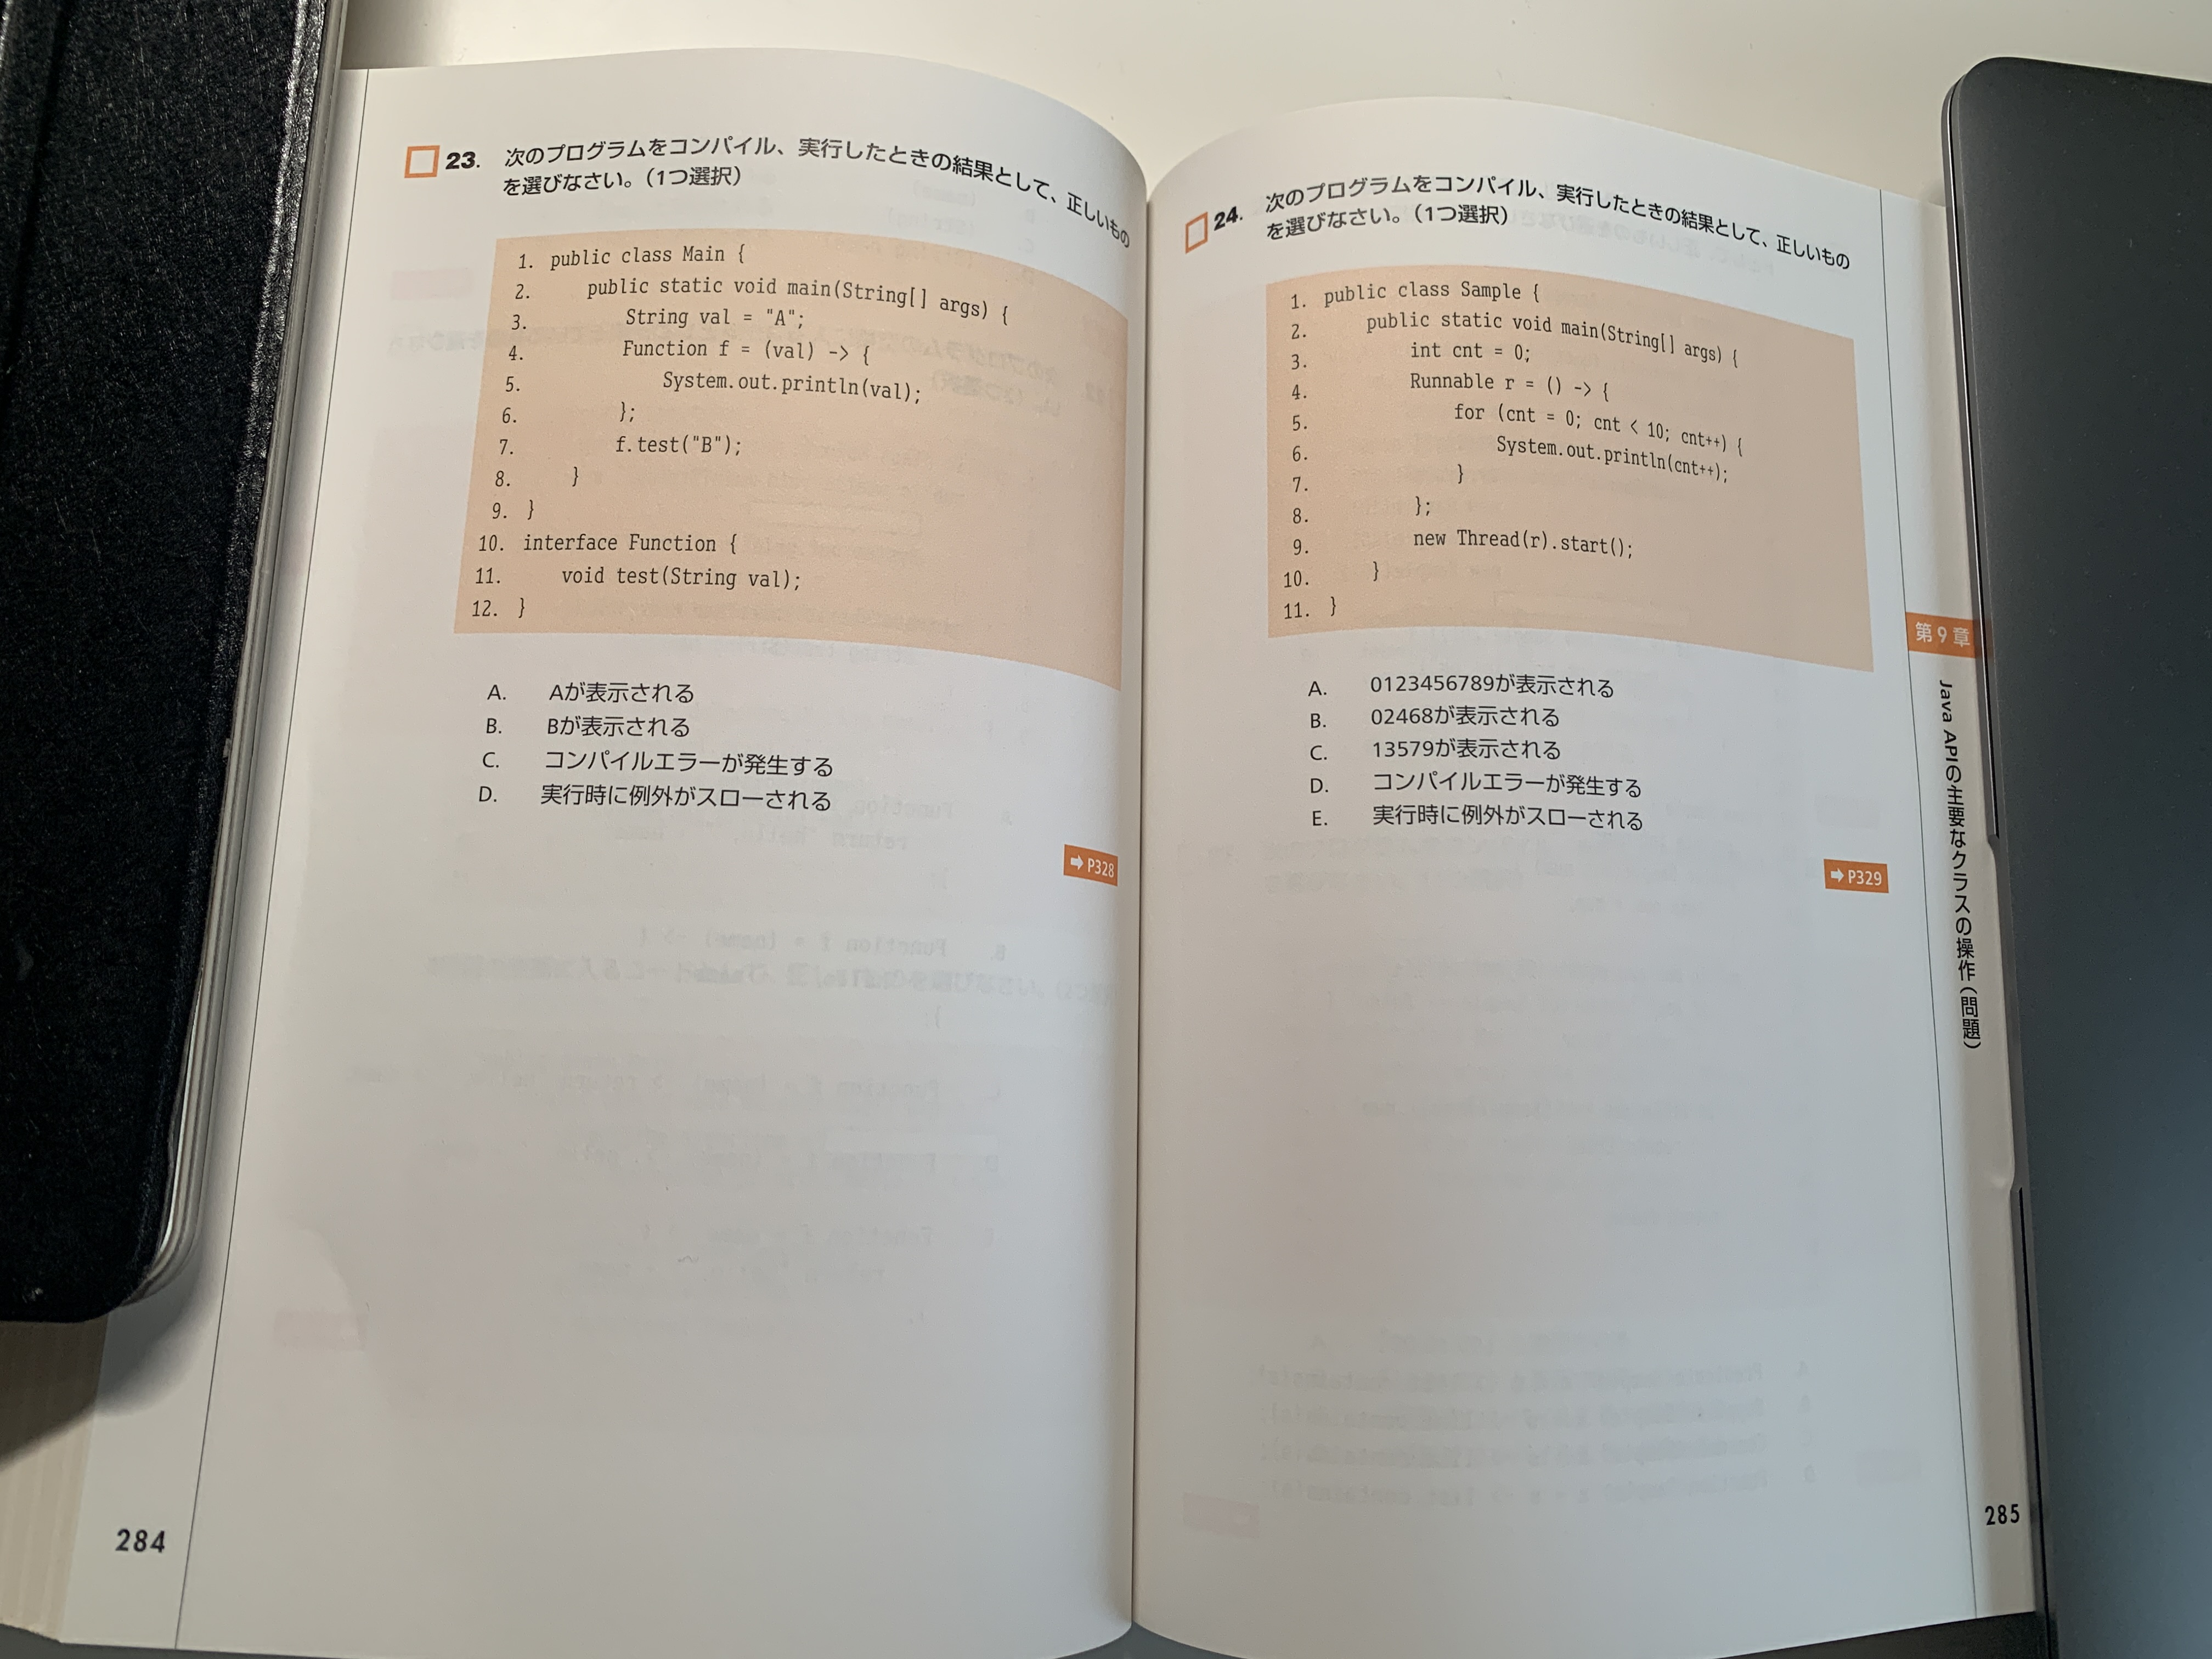 23. 次のプログラムをコンパイル、実行したときの結果として、正しいもの
を選びなさい。(1つ選択)
1. public class Main {
2. public static void main(String[] args) {
3. String val = "A";
4. Function f = (val) -> {
5. System.out.println(val);
6. };
7. f.test("B");
8. }
9. }
10. interface Function {
11. void test(String val);
12. }
A. Aが表示される
B. Bが表示される
C. コンパイルエラーが発生する
D. 実行時に例外がスローされる
➡ P328
284
24. 次のプログラムをコンパイル、実行したときの結果として、正しいもの
を選びなさい。(1つ選択)
1. public class Sample {
2. public static void main(String[] args) {
3. int cnt = 0;
4. Runnable r = () -> {
5. for (cnt = 0; cnt < 10; cnt++) {
6. System.out.println(cnt++);
7. }
8. };
9. new Thread(r).start();
10. }
11. }
A. 0123456789が表示される
B. 02468が表示される
C. 13579が表示される
D. コンパイルエラーが発生する
E. 実行時に例外がスローされる
➡ P329
第9章
Java APIの主要なクラスの操作(問題)
285